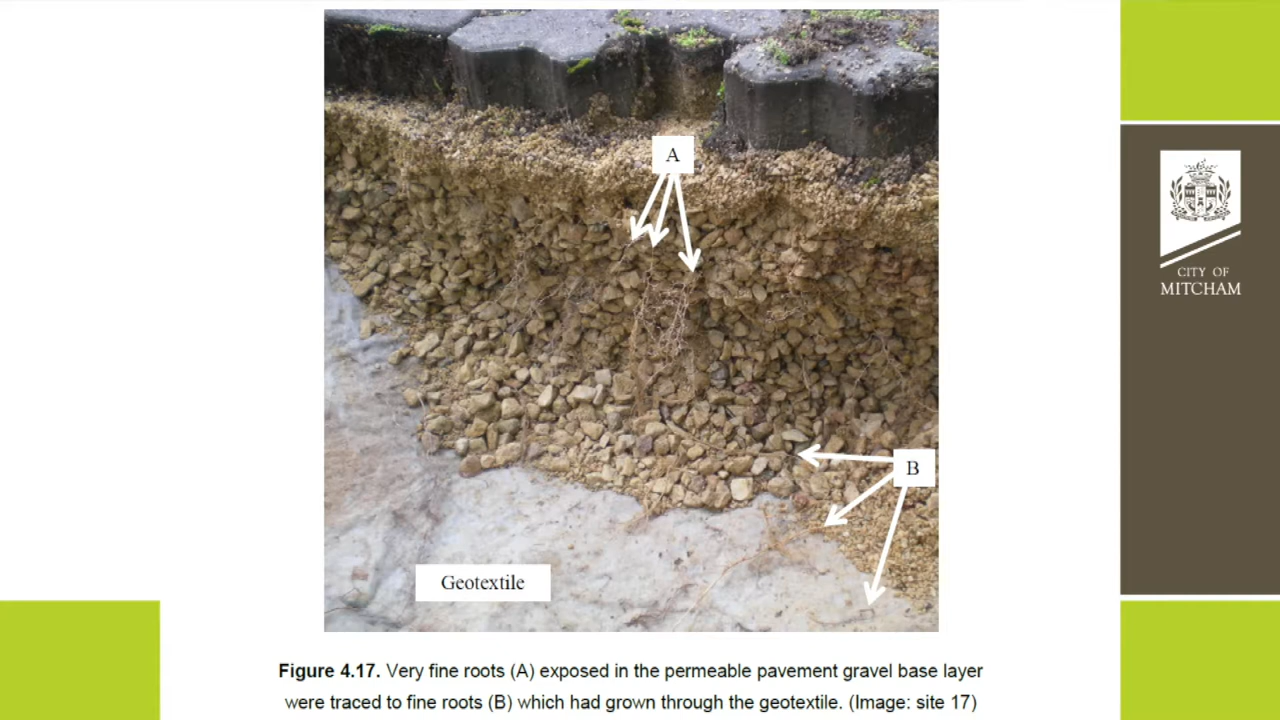 A
CITY OF
MITCHAM
B
Geotextile
Figure 4.17. Very fine roots (A) exposed in the permeable pavement gravel base layer
were traced to fine roots (B) which had grown through the geotextile. (Image: site 17)